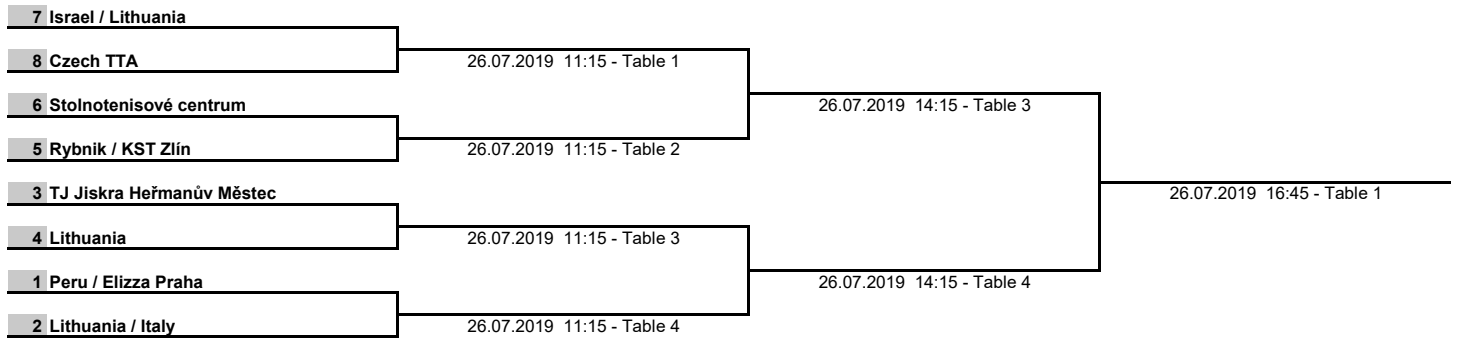 7 Israel / Lithuania
8 Czech TTA
26.07.2019 11:15 - Table 1
6 Stolnotenisové centrum
26.07.2019 14:15 - Table 3
5 Rybnik / KST Zlín
26.07.2019 11:15 - Table 2
3 TJ Jiskra Heřmanův Městec
26.07.2019 16:45 - Table 1
4 Lithuania
26.07.2019 11:15 - Table 3
1 Peru / Elizza Praha
26.07.2019 14:15 - Table 4
2 Lithuania / Italy
26.07.2019 11:15 - Table 4